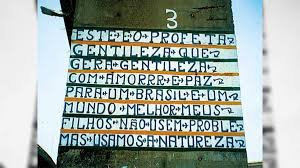 3
ESTE É O PROFETA
GENTILEZA QUE
GERA GENTILEZA
COM AMORRR E PAZ
PARA UM BRASIL E UM
MUNDO MELHOR MEUS
FILHOS NÃO USEM PROBLE
MAS USAMOS A NATUREZA